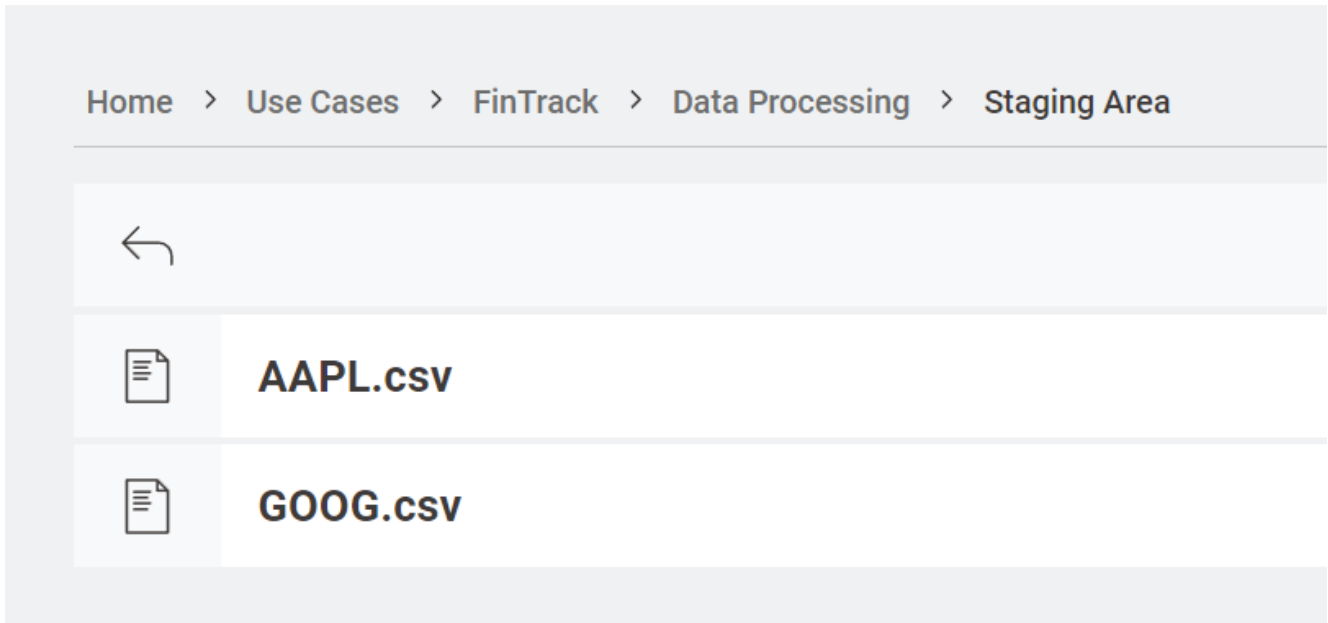 Home > Use Cases > FinTrack > Data Processing > Staging Area
AAPL.csv
GOOG.csv